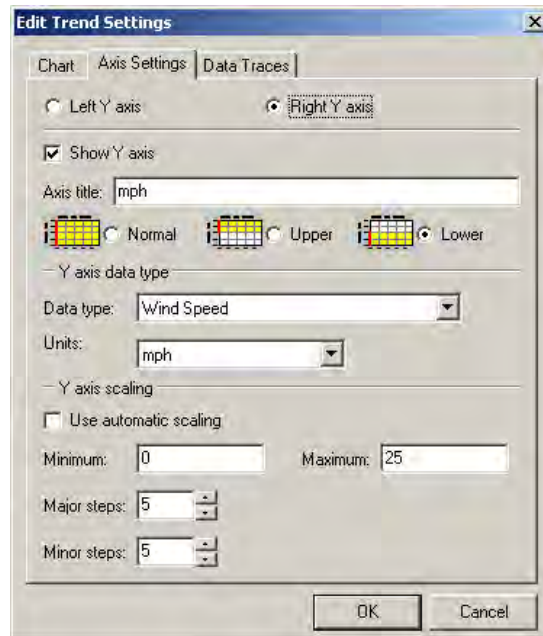 Edit Trend Settings
Chart Axis Settings Data Traces
Left Y axis Right Y axis
Show Y axis
Axis title: mph
Normal Upper Lower
Y axis data type
Data type: Wind Speed
Units: mph
Y axis scaling
Use automatic scaling
Minimum: 0 Maximum: 25
Major steps: 5
Minor steps: 5
OK Cancel